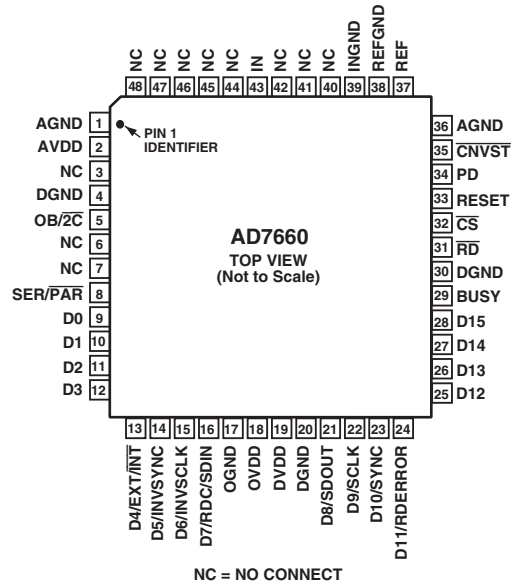 NC
NC
NC
NC
NC
IN
NC
NC
NC
INGND
REFGND
REF
48 47 46 45 44 43 42 41 40 39 38 37
AGND 1
AVDD 2
NC 3
DGND 4
OB/2C̅ 5
NC 6
NC 7
SER/P̅A̅R̅ 8
D0 9
D1 10
D2 11
D3 12
PIN 1
IDENTIFIER
AD7660
TOP VIEW
(Not to Scale)
36 AGND
35 C̅N̅V̅S̅T̅
34 PD
33 RESET
32 C̅S̅
31 R̅D̅
30 DGND
29 BUSY
28 D15
27 D14
26 D13
25 D12
13 14 15 16 17 18 19 20 21 22 23 24
D4/EXT/I̅N̅T̅
D5/INVSYNC
D6/INVSCLK
D7/RDC/SDIN
OGND
OVDD
DVDD
DGND
D8/SDOUT
D9/SCLK
D10/SYNC
D11/RDERROR
NC = NO CONNECT